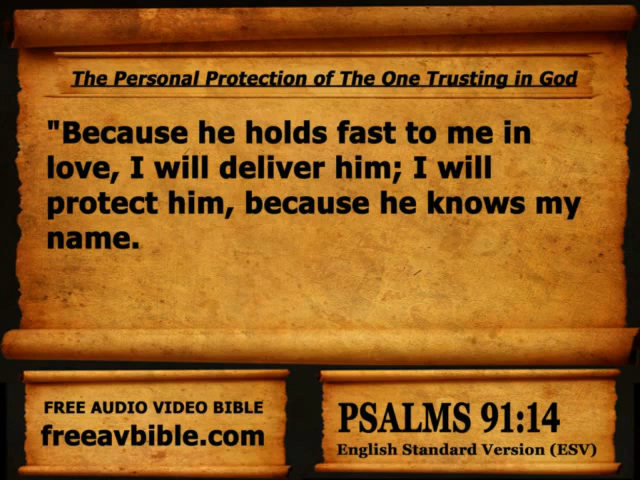 The Personal Protection of The One Trusting in God
"Because he holds fast to me in
love, I will deliver him; I will
protect him, because he knows my
name.
FREE AUDIO VIDEO BIBLE
freeavbible.com
PSALMS 91:14
English Standard Version (ESV)